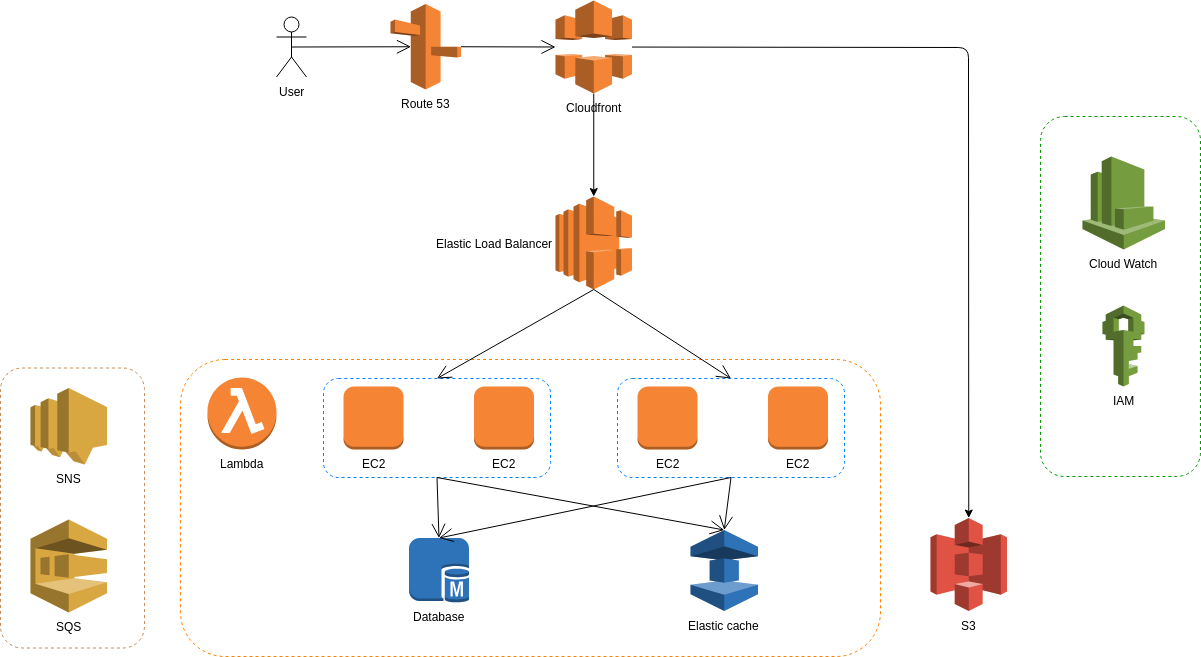 User
Route 53
Cloudfront
Elastic Load Balancer
Cloud Watch
IAM
Lambda
EC2
EC2
EC2
EC2
SNS
SQS
M
Database
Elastic cache
S3